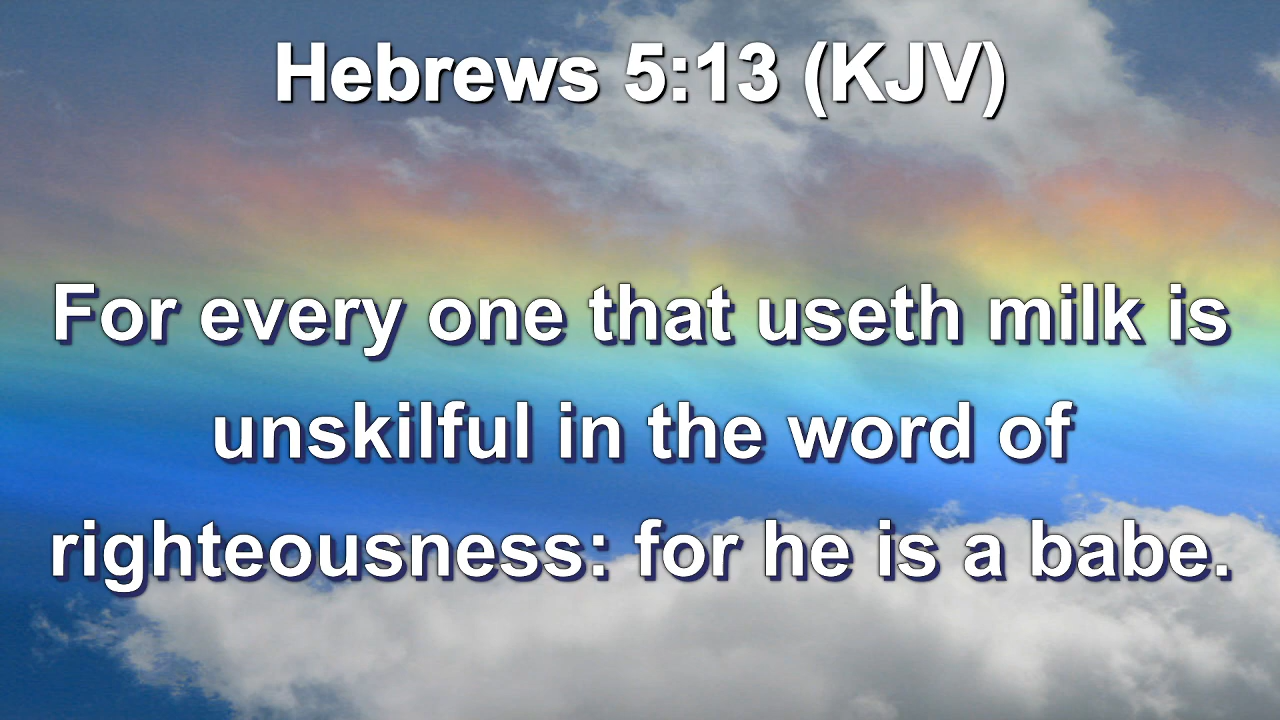 Hebrews 5:13 (KJV)
For every one that useth milk is
unskilful in the word of
righteousness: for he is a babe.